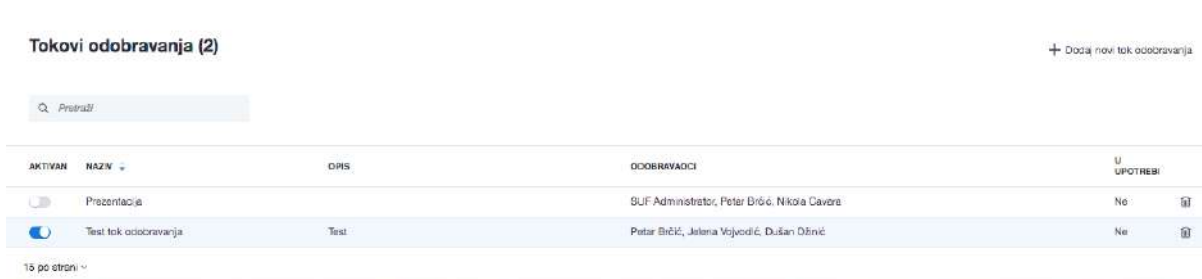 Tokovi odobravanja (2)
+ Dodaj novi tok odobravanja
Pretraži
AKTIVAN NAZIV OPIS ODOBRAVAOCI U UPOTREBI
Prezentacija SUF Administrator, Petar Brčić, Nikola Cavara Ne
Test tok odobravanja Test Petar Brčić, Jelena Vojvodić, Dušan Džinić Ne
15 po strani